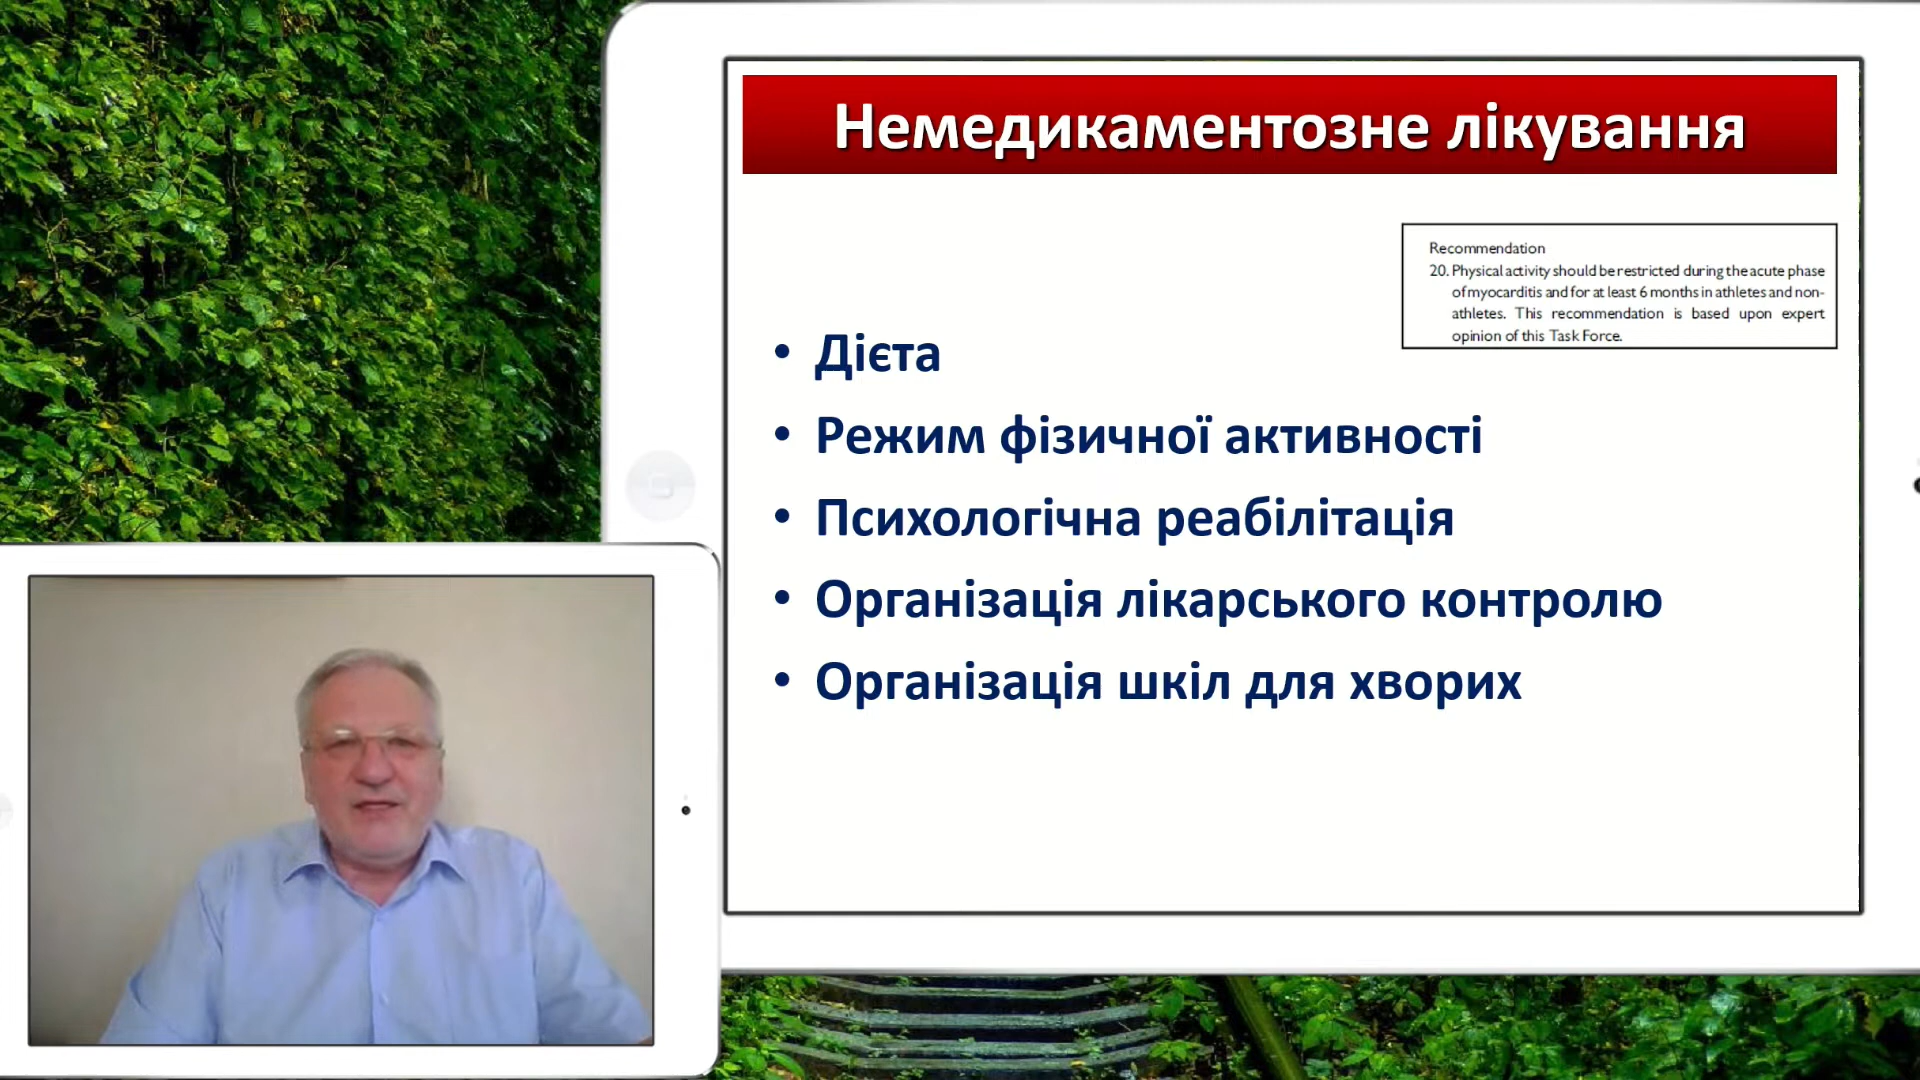 Немедикаментозне лікування
Recommendation
20. Physical activity should be restricted during the acute phase
of myocarditis and for at least 6 months in athletes and non-
athletes. This recommendation is based upon expert
opinion of this Task Force.
• Дієта
• Режим фізичної активності
• Психологічна реабілітація
• Організація лікарського контролю
• Організація шкіл для хворих